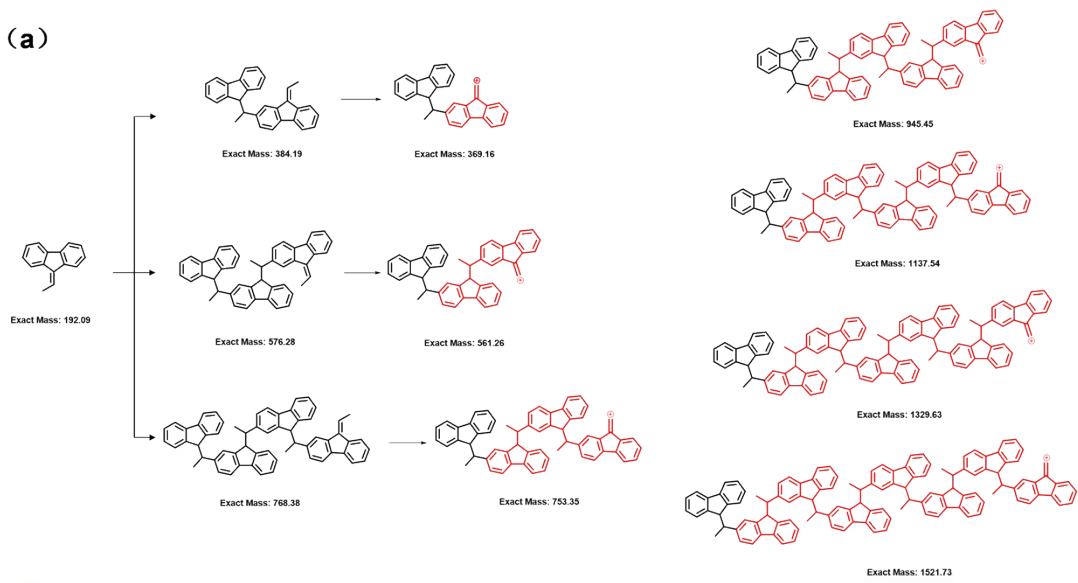 (a)
Exact Mass: 384.19
Exact Mass: 369.16
Exact Mass: 192.09
Exact Mass: 576.28
Exact Mass: 561.26
Exact Mass: 768.38
Exact Mass: 753.35
Exact Mass: 945.45
Exact Mass: 1137.54
Exact Mass: 1329.63
Exact Mass: 1521.73